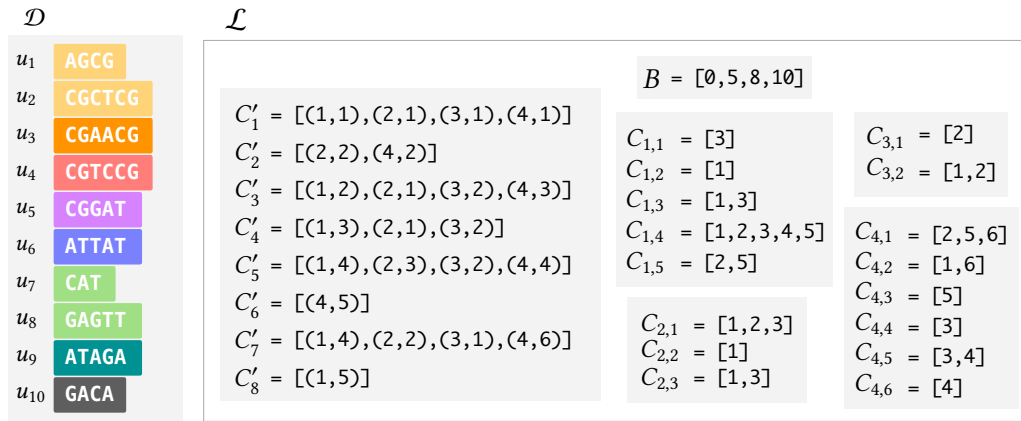 𝒟
u1 AGCG
u2 CGCTCG
u3 CGAACG
u4 CGTCCG
u5 CGGAT
u6 ATTAT
u7 CAT
u8 GAGTT
u9 ATAGA
u10 GACA
ℒ
C′1 = [(1,1),(2,1),(3,1),(4,1)]
C′2 = [(2,2),(4,2)]
C′3 = [(1,2),(2,1),(3,2),(4,3)]
C′4 = [(1,3),(2,1),(3,2)]
C′5 = [(1,4),(2,3),(3,2),(4,4)]
C′6 = [(4,5)]
C′7 = [(1,4),(2,2),(3,1),(4,6)]
C′8 = [(1,5)]
B = [0,5,8,10]
C1,1 = [3]
C1,2 = [1]
C1,3 = [1,3]
C1,4 = [1,2,3,4,5]
C1,5 = [2,5]
C2,1 = [1,2,3]
C2,2 = [1]
C2,3 = [1,3]
C3,1 = [2]
C3,2 = [1,2]
C4,1 = [2,5,6]
C4,2 = [1,6]
C4,3 = [5]
C4,4 = [3]
C4,5 = [3,4]
C4,6 = [4]